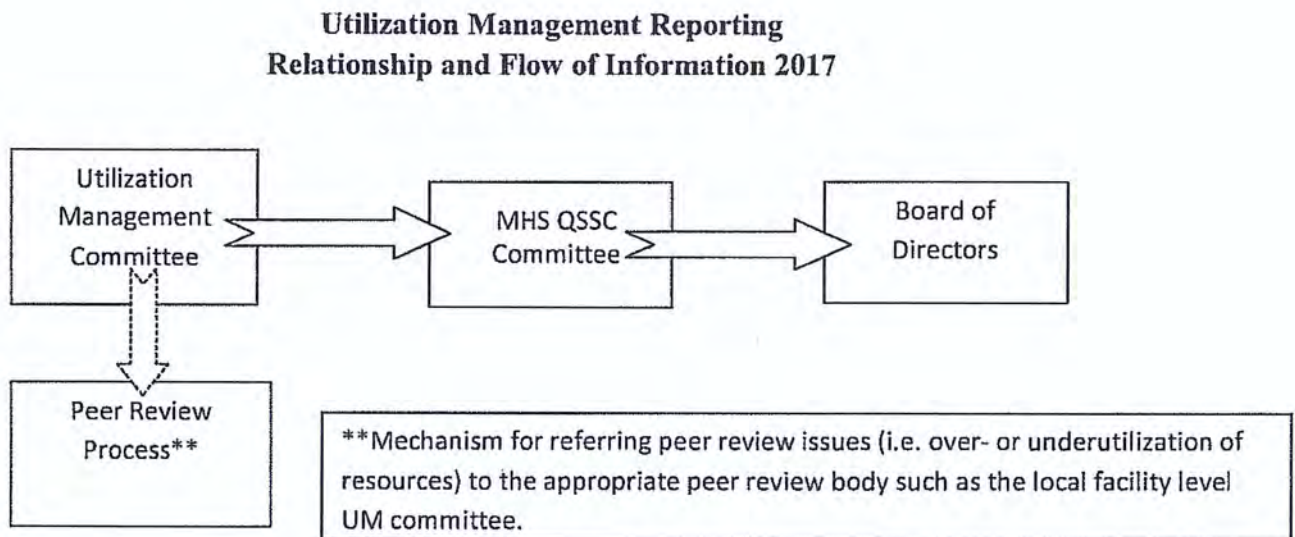 Utilization Management Reporting
Relationship and Flow of Information 2017
Utilization
Management
Committee
MHS QSSC
Committee
Board of
Directors
Peer Review
Process**
**Mechanism for referring peer review issues (i.e. over- or underutilization of
resources) to the appropriate peer review body such as the local facility level
UM committee.